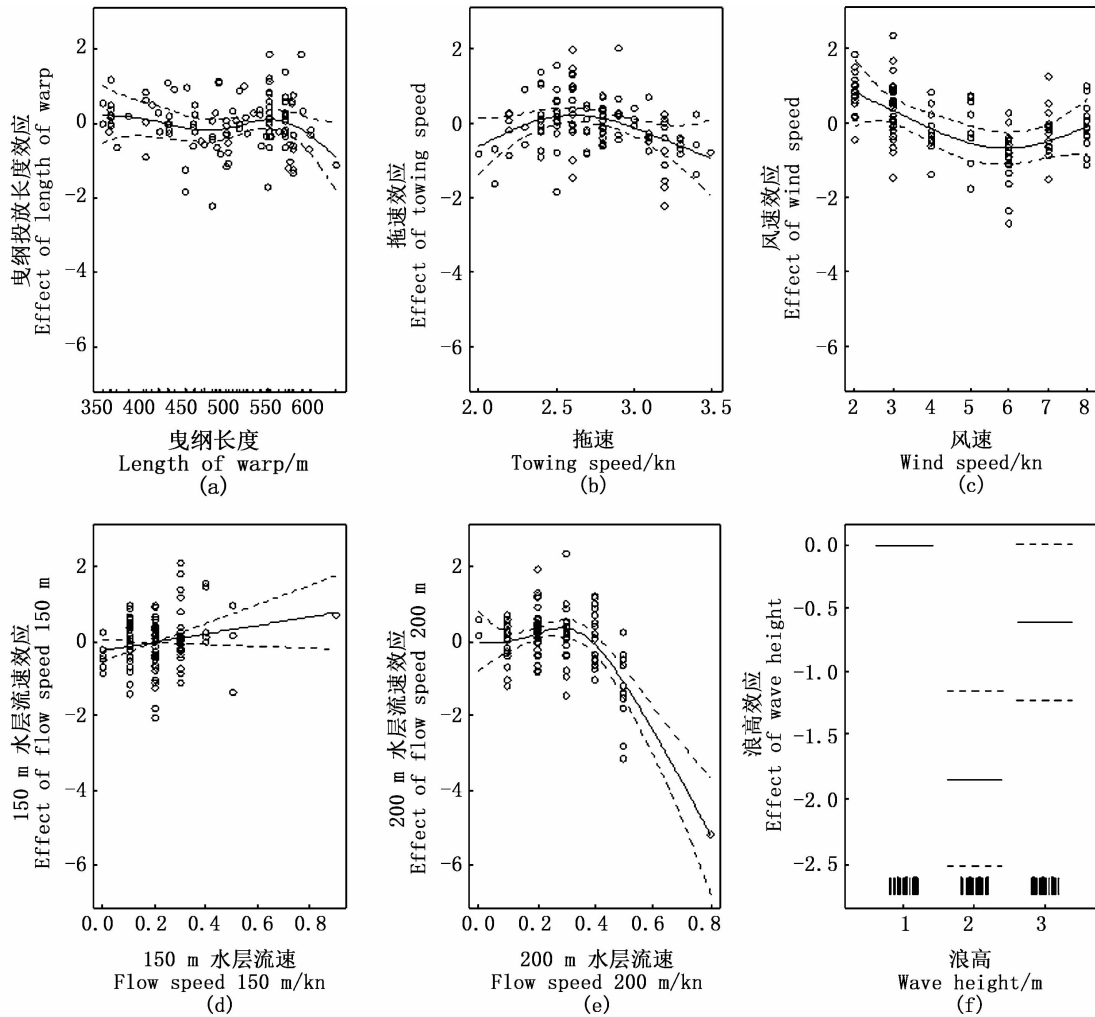 曳纲投放长度效应
Effect of length of warp
2
0
-2
-4
-6
350 400 450 500 550 600
曳纲长度
Length of warp/m
(a)
拖速效应
Effect of towing speed
2
0
-2
-4
-6
2.0 2.5 3.0 3.5
拖速
Towing speed/kn
(b)
风速效应
Effect of wind speed
2
0
-2
-4
-6
2 3 4 5 6 7 8
风速
Wind speed/kn
(c)
150 m 水层流速效应
Effect of flow speed 150 m
2
0
-2
-4
-6
0.0 0.2 0.4 0.6 0.8
150 m 水层流速
Flow speed 150 m/kn
(d)
200 m 水层流速效应
Effect of flow speed 200 m
2
0
-2
-4
-6
0.0 0.2 0.4 0.6 0.8
200 m 水层流速
Flow speed 200 m/kn
(e)
浪高效应
Effect of wave height
0.0
-0.5
-1.0
-1.5
-2.0
-2.5
1 2 3
浪高
Wave height/m
(f)